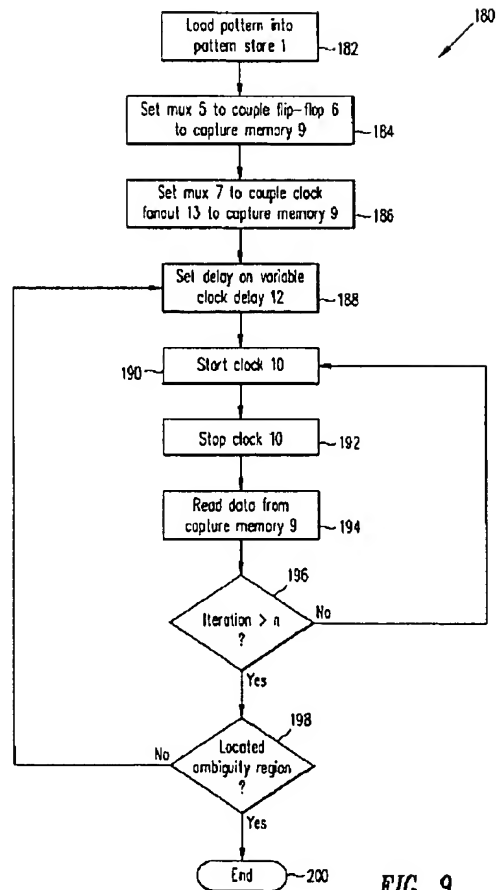 180
Load pattern into
pattern store 1
182
Set mux 5 to couple flip-flop 6
to capture memory 9
184
Set mux 7 to couple clock
fanout 13 to capture memory 9
186
Set delay on variable
clock delay 12
188
190
Start clock 10
Stop clock 10
192
Read data from
capture memory 9
194
196
Iteration > n
?
No
Yes
198
Located
ambiguity region
?
No
Yes
End
200
FIG. 9